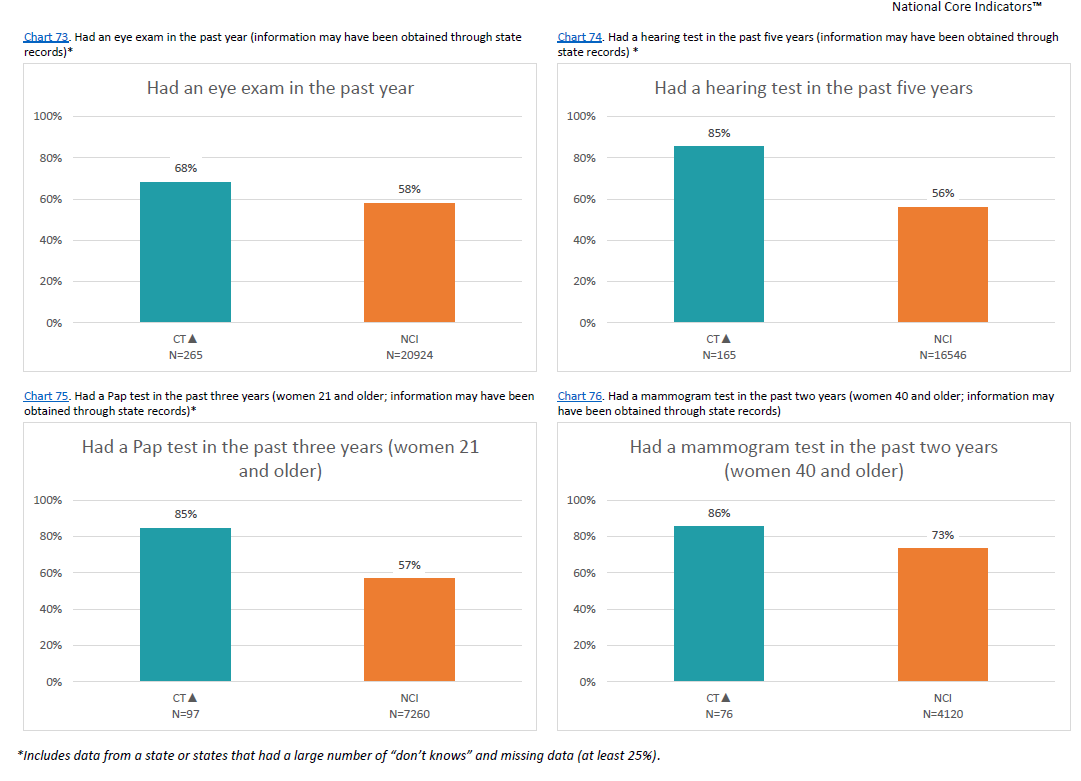 National Core Indicators™
Chart 73. Had an eye exam in the past year (information may have been obtained through state
records)*
Had an eye exam in the past year
100%
80%
60%
40%
20%
0%
68%
58%
CT▲
N=265
NCI
N=20924
Chart 74. Had a hearing test in the past five years (information may have been obtained through
state records) *
Had a hearing test in the past five years
100%
80%
60%
40%
20%
0%
85%
56%
CT▲
N=165
NCI
N=16546
Chart 75. Had a Pap test in the past three years (women 21 and older; information may have been
obtained through state records)*
Had a Pap test in the past three years (women 21
and older)
100%
80%
60%
40%
20%
0%
85%
57%
CT▲
N=97
NCI
N=7260
Chart 76. Had a mammogram test in the past two years (women 40 and older; information may
have been obtained through state records)
Had a mammogram test in the past two years
(women 40 and older)
100%
80%
60%
40%
20%
0%
86%
73%
CT▲
N=76
NCI
N=4120
*Includes data from a state or states that had a large number of “don’t knows” and missing data (at least 25%).